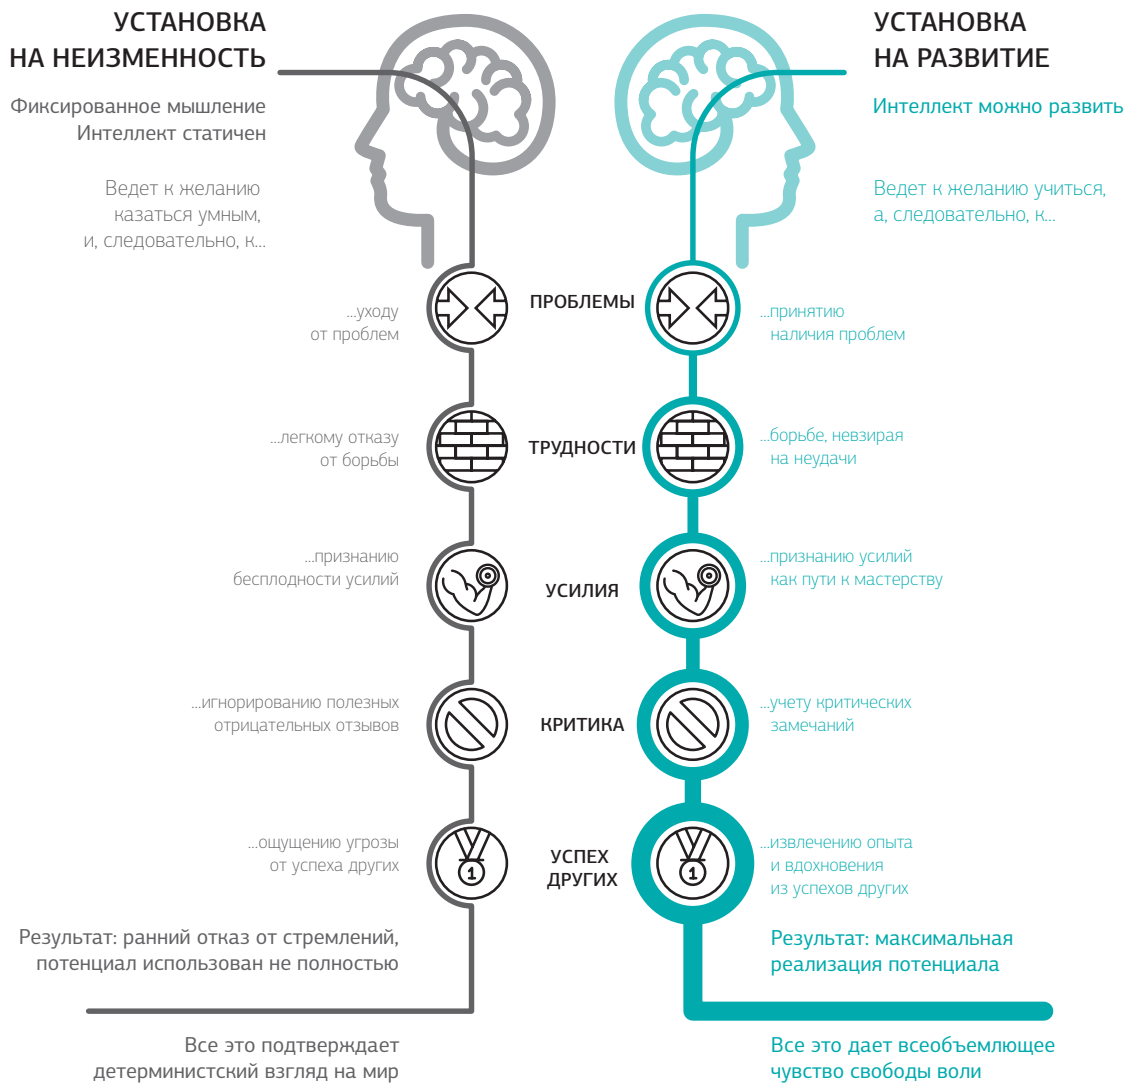 УСТАНОВКА
НА НЕИЗМЕННОСТЬ
Фиксированное мышление
Интеллект статичен
Ведет к желанию
казаться умным,
и, следовательно, к...
УСТАНОВКА
НА РАЗВИТИЕ
Интеллект можно развить
Ведет к желанию учиться,
а, следовательно, к...
...уходу
от проблем
ПРОБЛЕМЫ
...принятию
наличия проблем
...легкому отказу
от борьбы
ТРУДНОСТИ
...борьбе, невзирая
на неудачи
...признанию
бесплодности усилий
УСИЛИЯ
...признанию усилий
как пути к мастерству
...игнорированию полезных
отрицательных отзывов
КРИТИКА
...учету критических
замечаний
...ощущению угрозы
от успеха других
1
УСПЕХ
ДРУГИХ
1
...извлечению опыта
и вдохновения
из успехов других
Результат: ранний отказ от стремлений,
потенциал использован не полностью
Результат: максимальная
реализация потенциала
Все это подтверждает
детерминистский взгляд на мир
Все это дает всеобъемлющее
чувство свободы воли